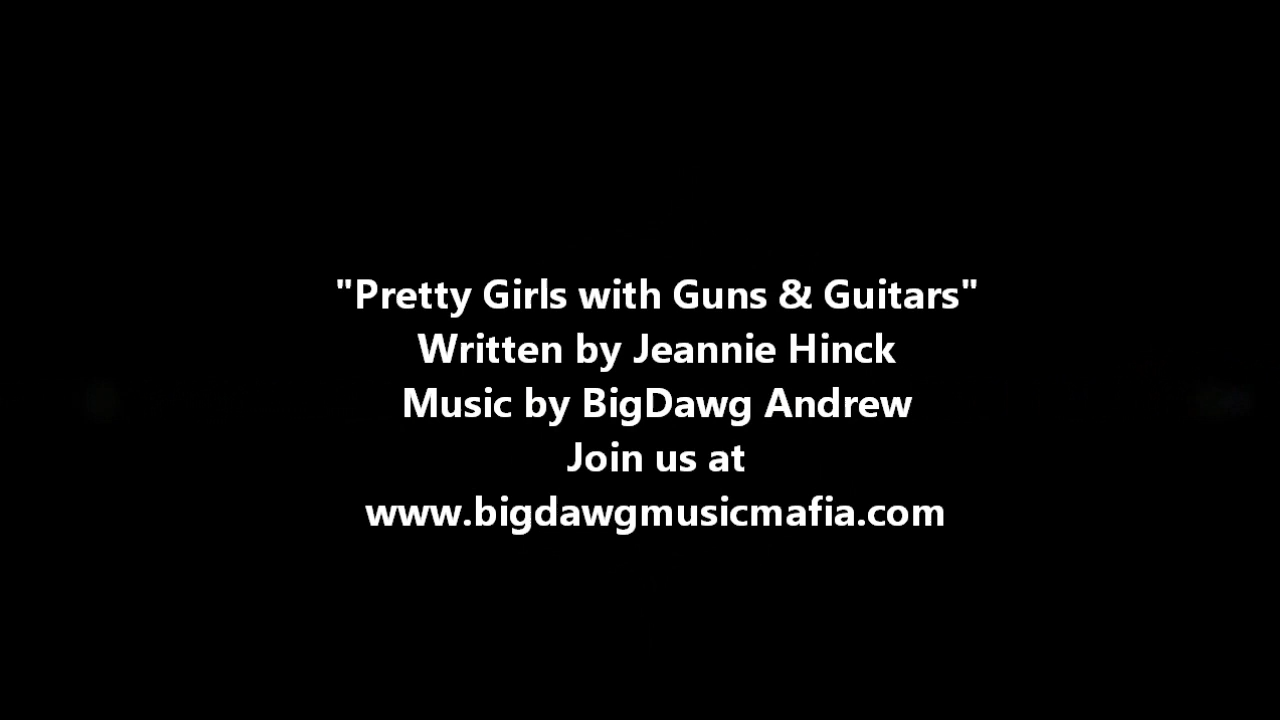 "Pretty Girls with Guns & Guitars"
Written by Jeannie Hinck
Music by BigDawg Andrew
Join us at
www.bigdawgmusicmafia.com